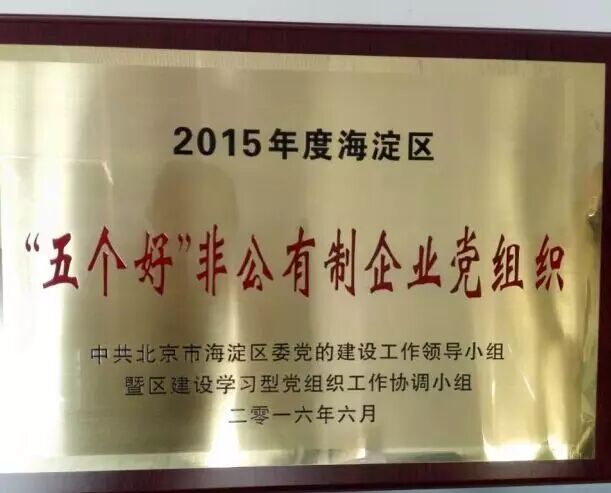 2015年度海淀区
“五个好”非公有制企业党组织
中共北京市海淀区委党的建设工作领导小组
暨区建设学习型党组织工作协调小组
二零一六年六月